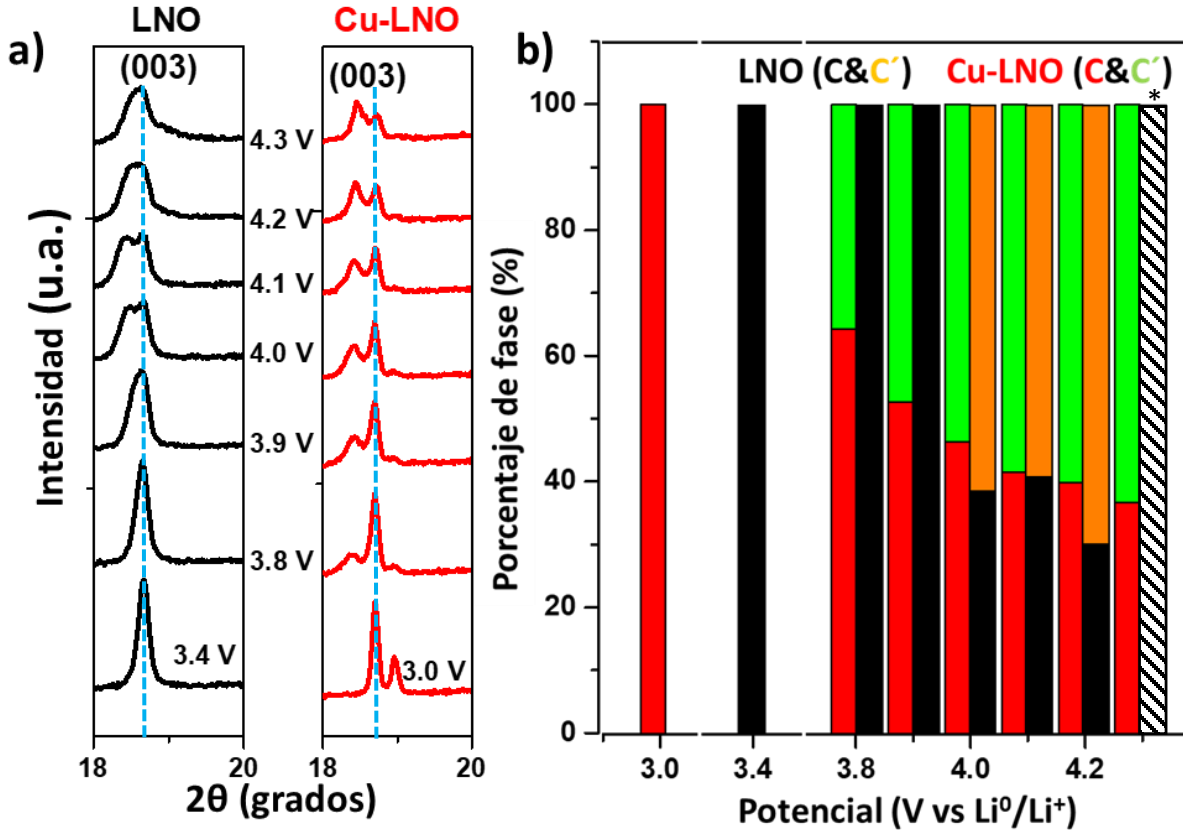 a)
LNO
Cu-LNO
(003)
(003)
4.3 V
4.2 V
4.1 V
4.0 V
3.9 V
3.8 V
3.4 V
3.0 V
Intensidad (u.a.)
18
20
18
20
2θ (grados)
b)
LNO (C&C´)
Cu-LNO (C&C´)
*
100
80
60
40
20
0
Porcentaje de fase (%)
3.0
3.4
3.8
4.0
4.2
Potencial (V vs Li⁰/Li⁺)